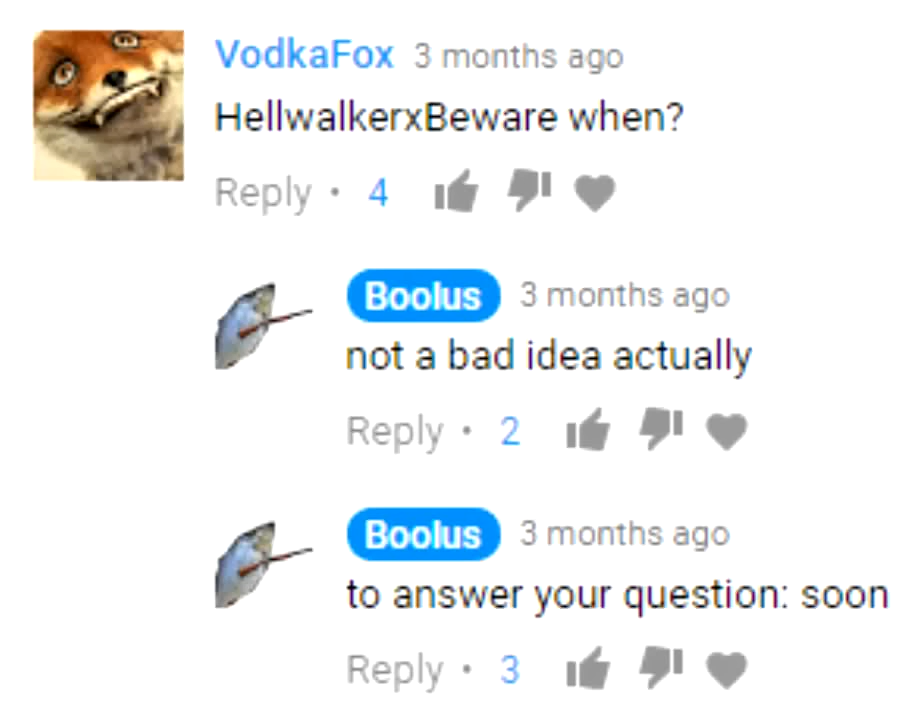 VodkaFox 3 months ago
HellwalkerxBeware when?
Reply • 4
Boolus 3 months ago
not a bad idea actually
Reply • 2
Boolus 3 months ago
to answer your question: soon
Reply • 3